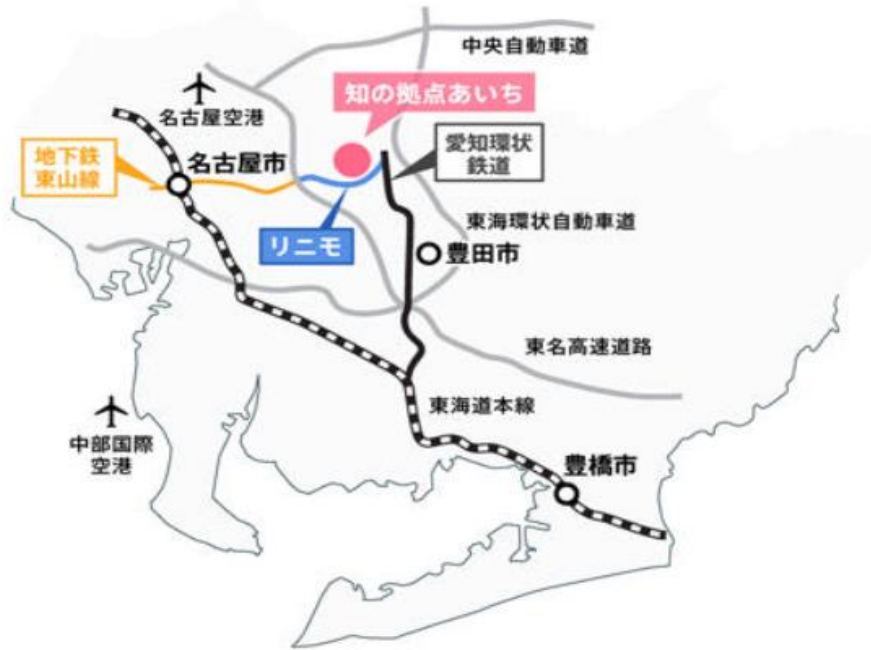 中央自動車道
知の拠点あいち
名古屋空港
愛知環状
鉄道
地下鉄
東山線
名古屋市
東海環状自動車道
リニモ
豊田市
東名高速道路
東海道本線
中部国際
空港
豊橋市